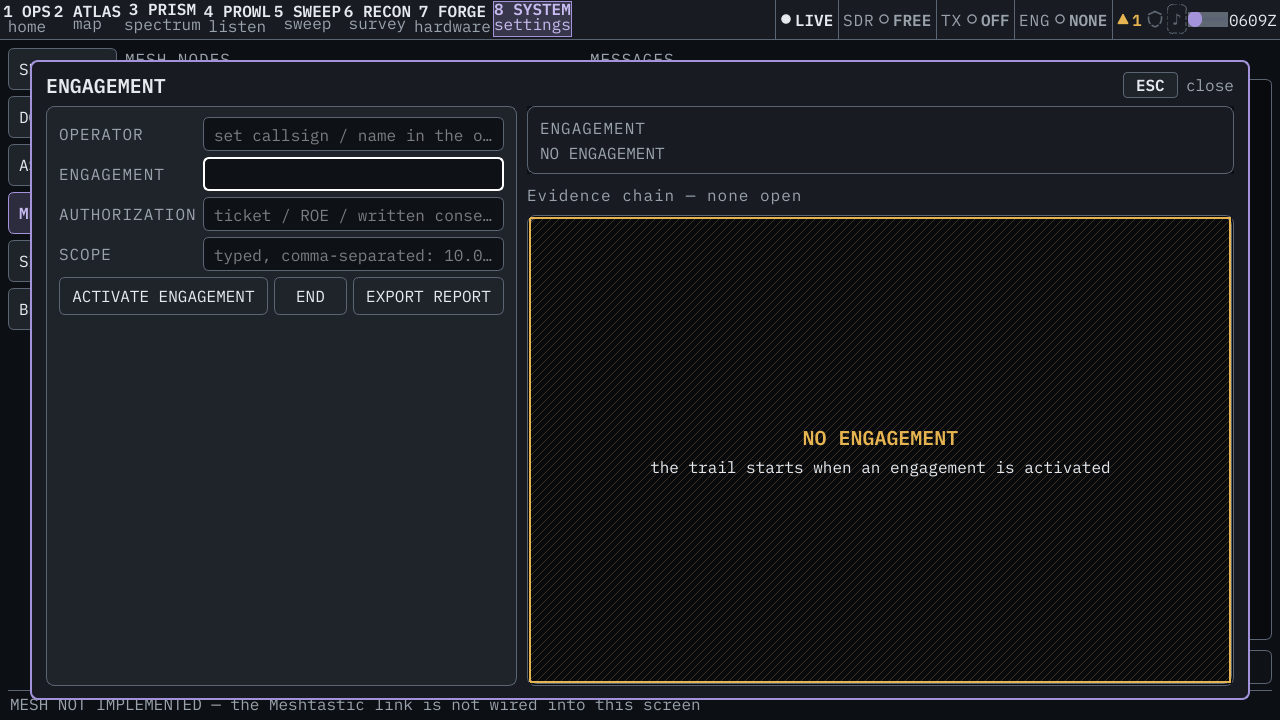 1 OPS 2 ATLAS 3 PRISM 4 PROWL 5 SWEEP 6 RECON 7 FORGE 8 SYSTEM
home map spectrum listen sweep survey hardware settings
LIVE SDR FREE TX OFF ENG NONE 1 0609Z
MESH NODES MESSAGES
ENGAGEMENT
ESC close
OPERATOR set callsign / name in the o…
ENGAGEMENT
AUTHORIZATION ticket / ROE / written conse…
SCOPE typed, comma-separated: 10.0…
ACTIVATE ENGAGEMENT END EXPORT REPORT
ENGAGEMENT
NO ENGAGEMENT
Evidence chain — none open
NO ENGAGEMENT
the trail starts when an engagement is activated
MESH NOT IMPLEMENTED — the Meshtastic link is not wired into this screen